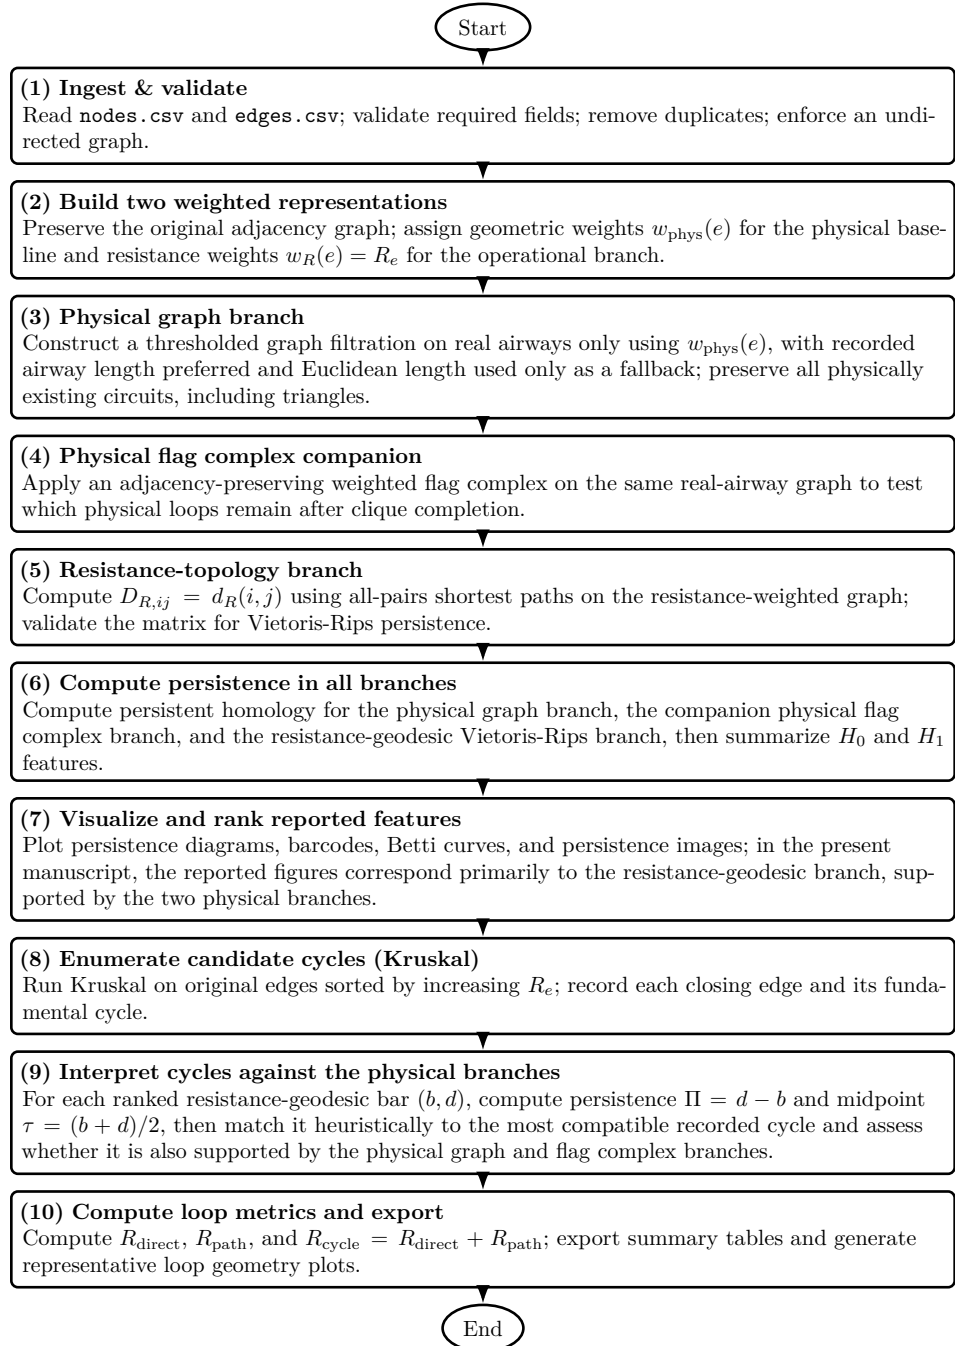 Start
(1) Ingest & validate
Read nodes.csv and edges.csv; validate required fields; remove duplicates; enforce an undi-
rected graph.
(2) Build two weighted representations
Preserve the original adjacency graph; assign geometric weights w_phys(e) for the physical base-
line and resistance weights w_R(e) = R_e for the operational branch.
(3) Physical graph branch
Construct a thresholded graph filtration on real airways only using w_phys(e), with recorded
airway length preferred and Euclidean length used only as a fallback; preserve all physically
existing circuits, including triangles.
(4) Physical flag complex companion
Apply an adjacency-preserving weighted flag complex on the same real-airway graph to test
which physical loops remain after clique completion.
(5) Resistance-topology branch
Compute D_{R,ij} = d_R(i, j) using all-pairs shortest paths on the resistance-weighted graph;
validate the matrix for Vietoris-Rips persistence.
(6) Compute persistence in all branches
Compute persistent homology for the physical graph branch, the companion physical flag
complex branch, and the resistance-geodesic Vietoris-Rips branch, then summarize H_0 and H_1
features.
(7) Visualize and rank reported features
Plot persistence diagrams, barcodes, Betti curves, and persistence images; in the present
manuscript, the reported figures correspond primarily to the resistance-geodesic branch, sup-
ported by the two physical branches.
(8) Enumerate candidate cycles (Kruskal)
Run Kruskal on original edges sorted by increasing R_e; record each closing edge and its funda-
mental cycle.
(9) Interpret cycles against the physical branches
For each ranked resistance-geodesic bar (b, d), compute persistence Π = d − b and midpoint
τ = (b + d)/2, then match it heuristically to the most compatible recorded cycle and assess
whether it is also supported by the physical graph and flag complex branches.
(10) Compute loop metrics and export
Compute R_direct, R_path, and R_cycle = R_direct + R_path; export summary tables and generate
representative loop geometry plots.
End